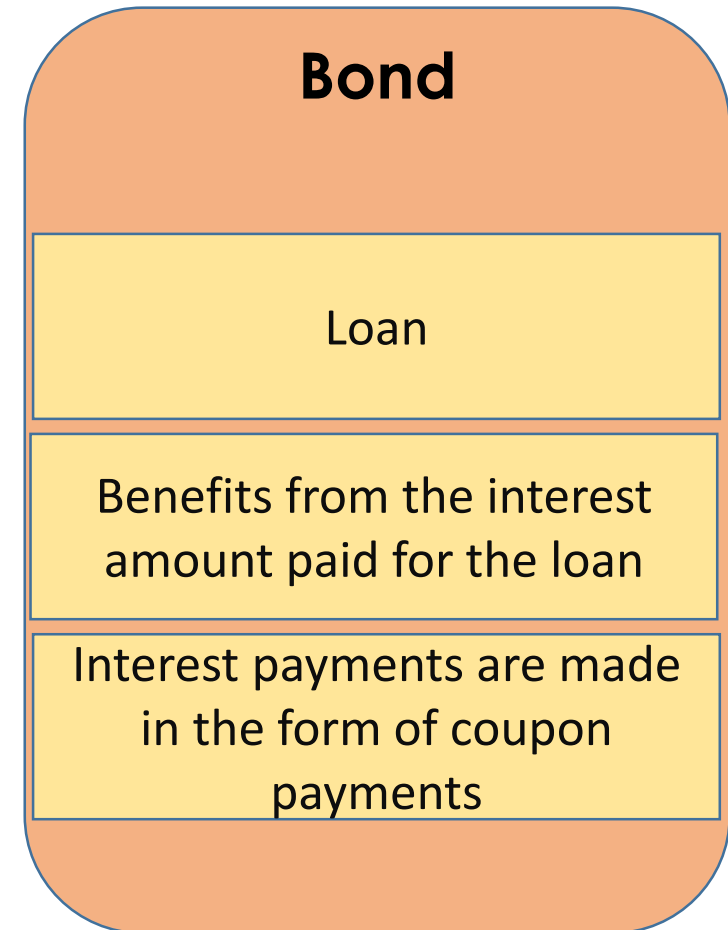 Bond
Loan
Benefits from the interest
amount paid for the loan
Interest payments are made
in the form of coupon
payments